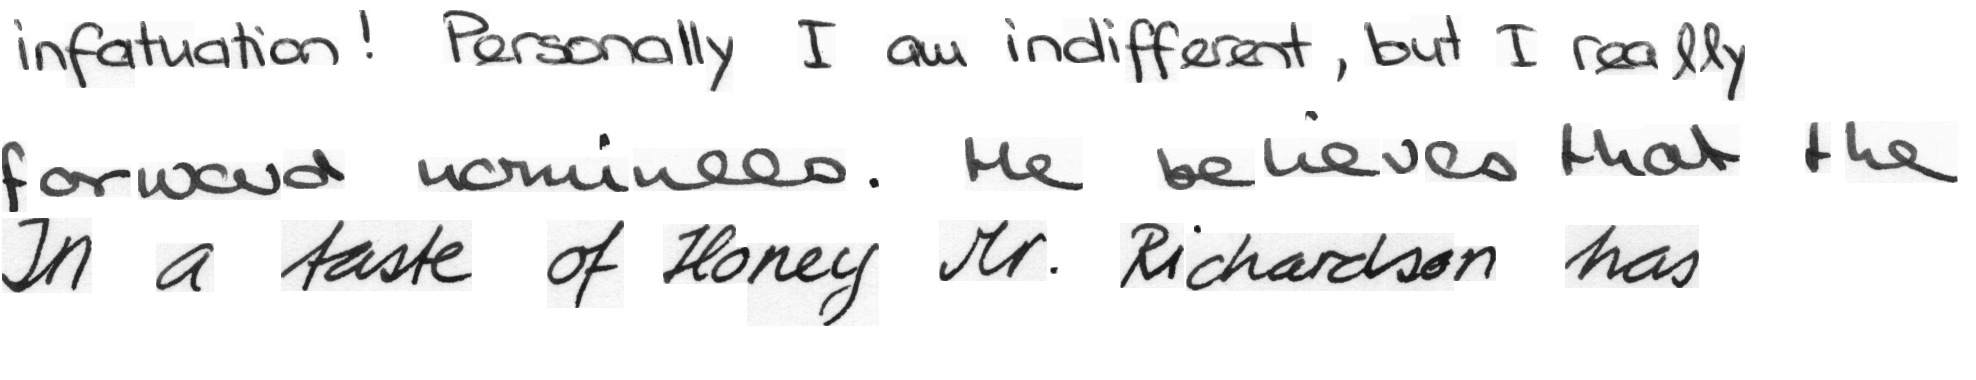 infatuation! Personally I am indifferent, but I really
forward nominees. He believes that the
In a taste of Honey Mr. Richardson has